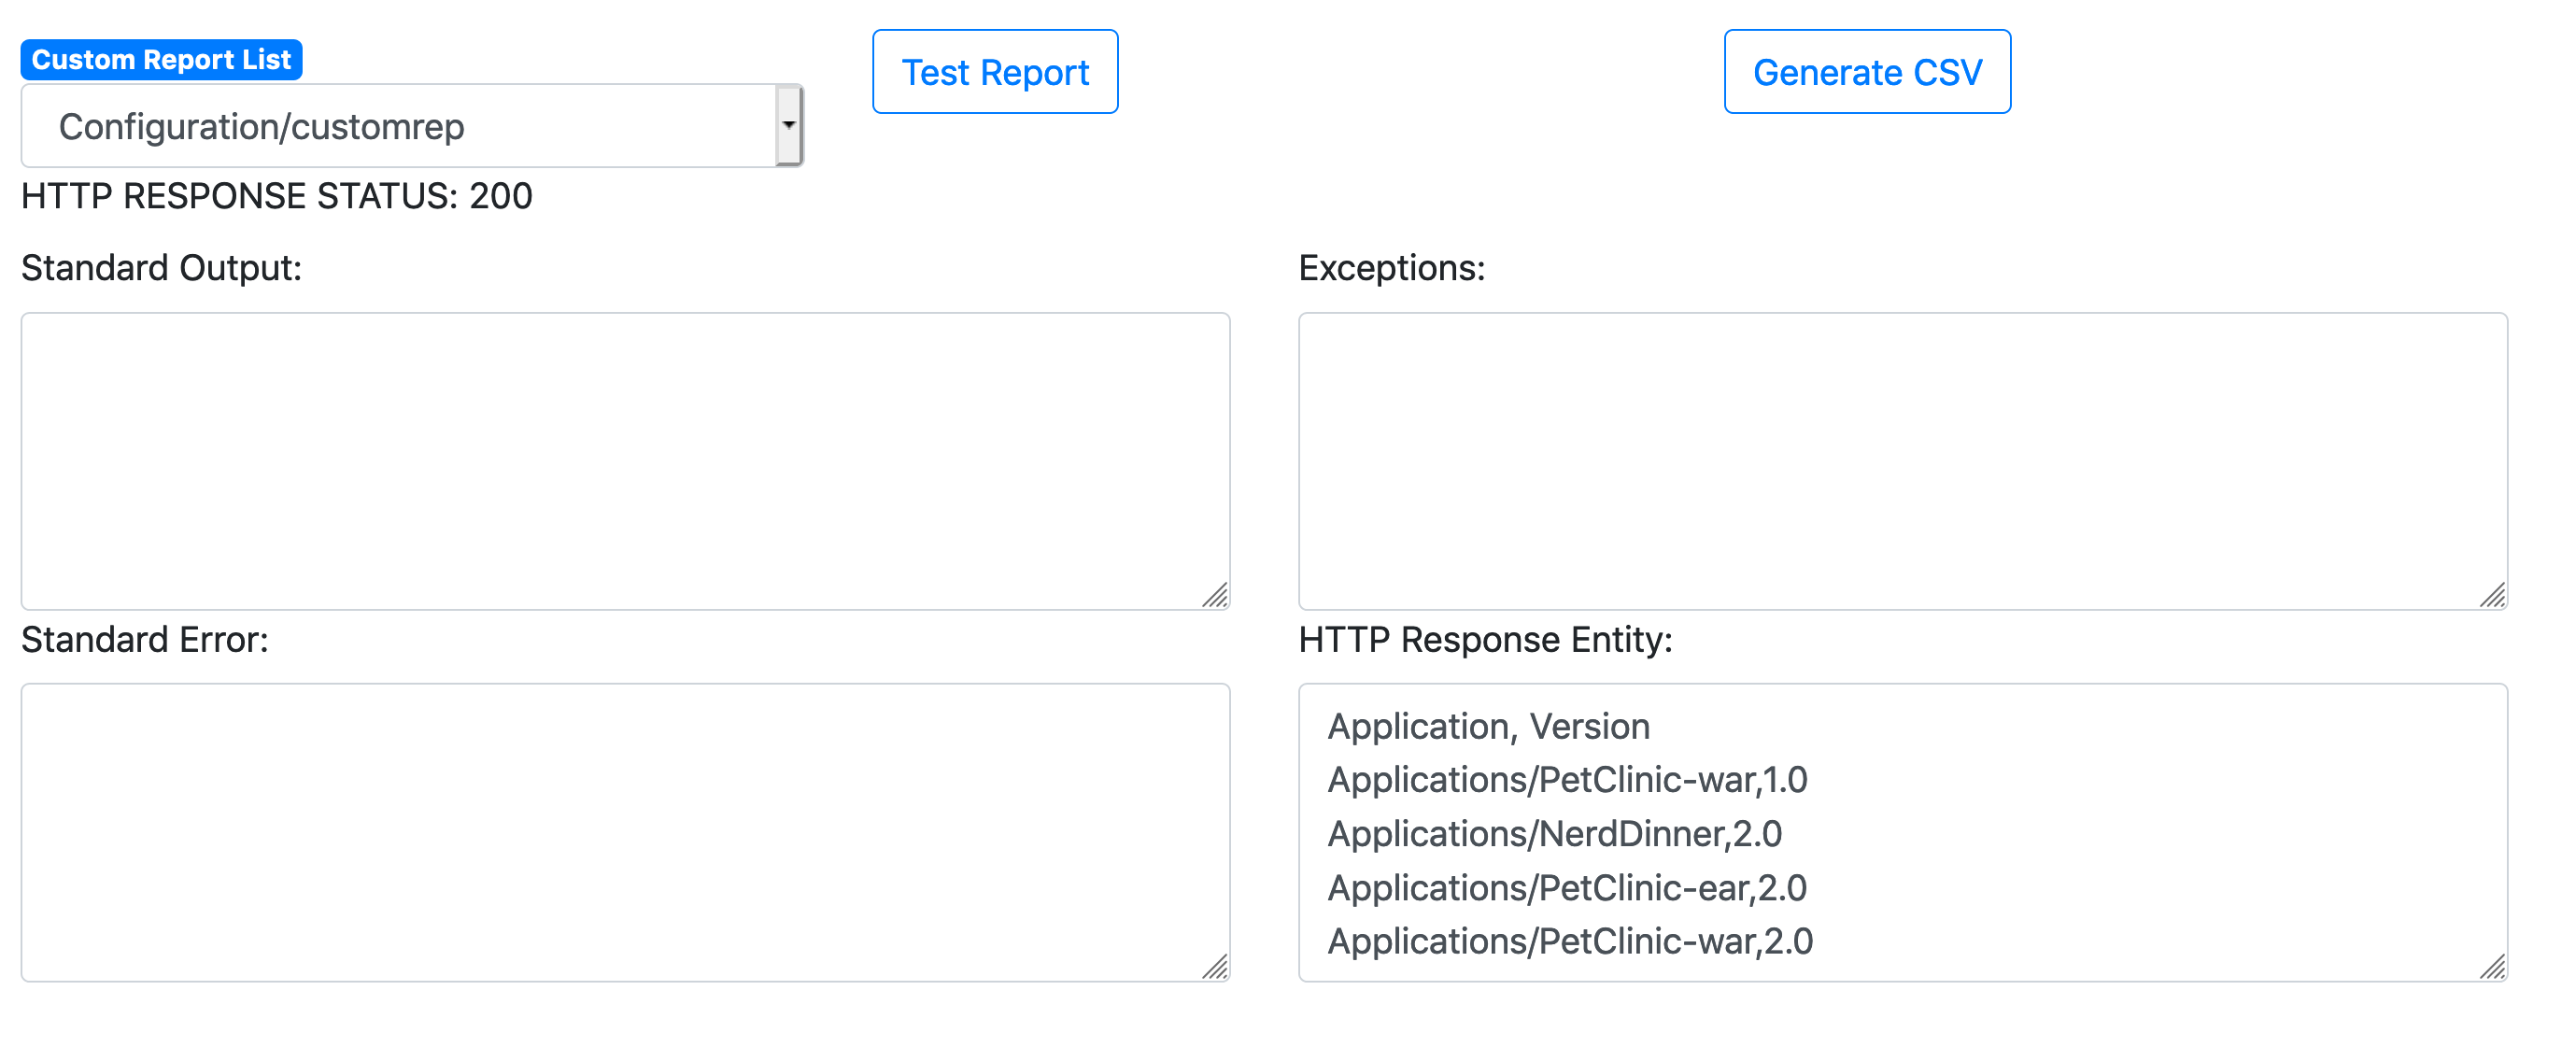 Custom Report List
Test Report
Generate CSV
Configuration/customrep
HTTP RESPONSE STATUS: 200
Standard Output:
Exceptions:
Standard Error:
HTTP Response Entity:
Application, Version
Applications/PetClinic-war,1.0
Applications/NerdDinner,2.0
Applications/PetClinic-ear,2.0
Applications/PetClinic-war,2.0